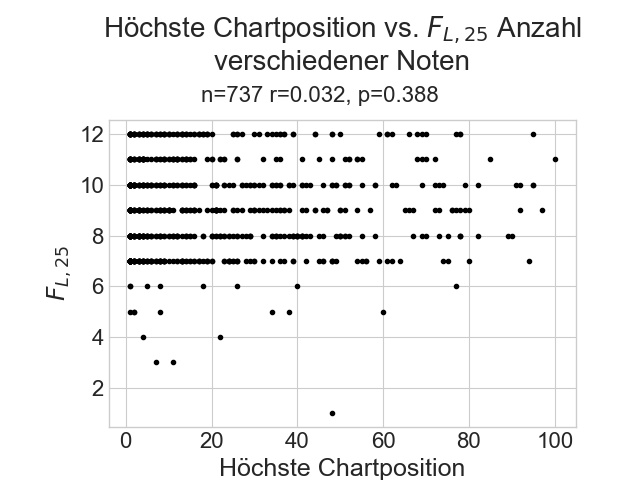 Höchste Chartposition vs. F_{L, 25} Anzahl
verschiedener Noten
n=737 r=0.032, p=0.388
12
10
8
6
4
2
F_{L, 25}
0 20 40 60 80 100
Höchste Chartposition